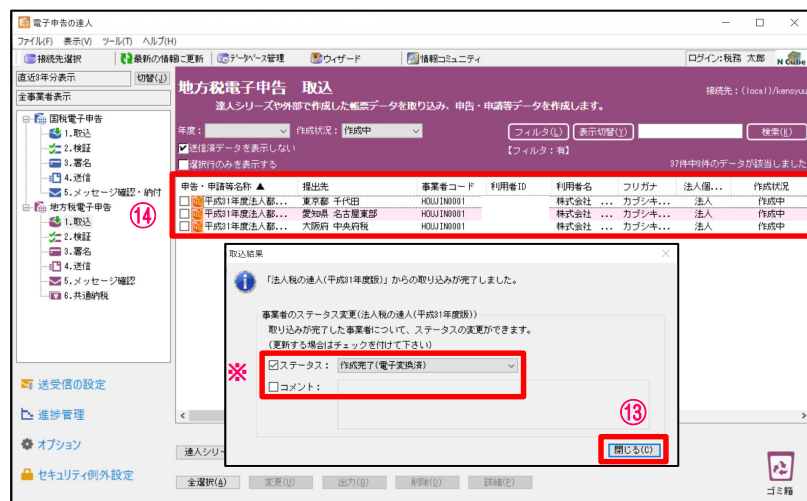 電子申告の達人
ファイル(F) 表示(V) ツール(T) ヘルプ(H)
接続先選択 最新の情報に更新 データベース管理 ウィザード 情報コミュニティ ログイン:税務 太郎 N Cube
直近3年分表示 切替(J)
全事業者表示
国税電子申告
1.取込
2.検証
3.署名
4.送信
5.メッセージ確認・納付
地方税電子申告
1.取込
2.検証
3.署名
4.送信
5.メッセージ確認
6.共通納税
⑭
送受信の設定
進捗管理
オプション
セキュリティ例外設定
地方税電子申告 取込 接続先:(local)/kensyuu
達人シリーズや外部で作成した帳票データを取り込み、申告・申請等データを作成します。
年度: 作成状況: 作成中 フィルタ(L) 表示切替(Y) 検索(K)
送信済データを表示しない 【フィルタ:有】
選択行のみを表示する 37件中3件のデータが該当しました
申告・申請等名称 ▲ 提出先 事業者コード 利用者ID 利用者名 フリガナ 法人個... 作成状況
平成31年度法人都... 東京都 千代田 HOUJIN0001 株式会社 ... カブシキ... 法人 作成中
平成31年度法人都... 愛知県 名古屋東部 HOUJIN0001 株式会社 ... カブシキ... 法人 作成中
平成31年度法人都... 大阪府 中央府税 HOUJIN0001 株式会社 ... カブシキ... 法人 作成中
取込結果
「法人税の達人(平成31年度版)」からの取り込みが完了しました。
事業者のステータス変更(法人税の達人(平成31年度版))
取り込みが完了した事業者について、ステータスの変更ができます。
(更新する場合はチェックを付けて下さい)
※ ステータス: 作成完了(電子変換済)
コメント:
⑬
閉じる(C)
達人シリ
全選択(A) 変更(U) 出力(O) 削除(D) 詳細(E)
ゴミ箱